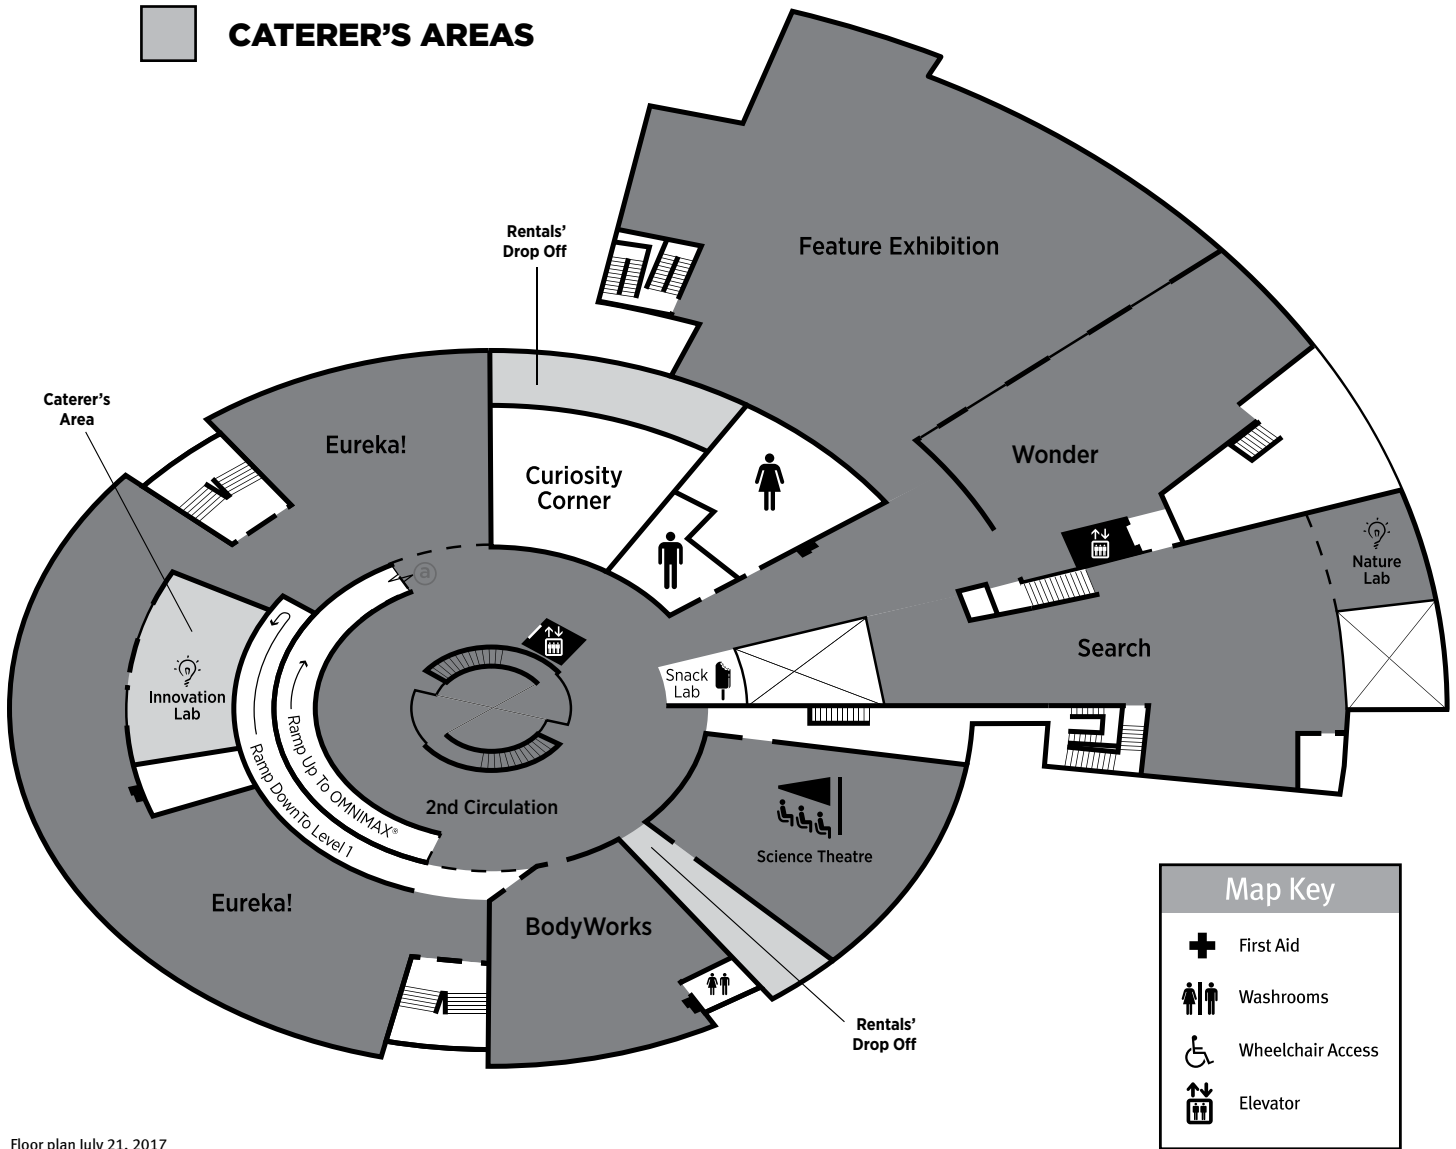 CATERER’S AREAS
Rentals’
Drop Off
Feature Exhibition
Caterer’s
Area
Eureka!
Curiosity
Corner
Wonder
Nature
Lab
a
Search
Snack
Lab
Innovation
Lab
Ramp Up To OMNIMAX®
Ramp DownTo Level 1
2nd Circulation
Science Theatre
Eureka!
BodyWorks
Rentals’
Drop Off
Map Key
First Aid
Washrooms
Wheelchair Access
Elevator
Floor plan July 21, 2017